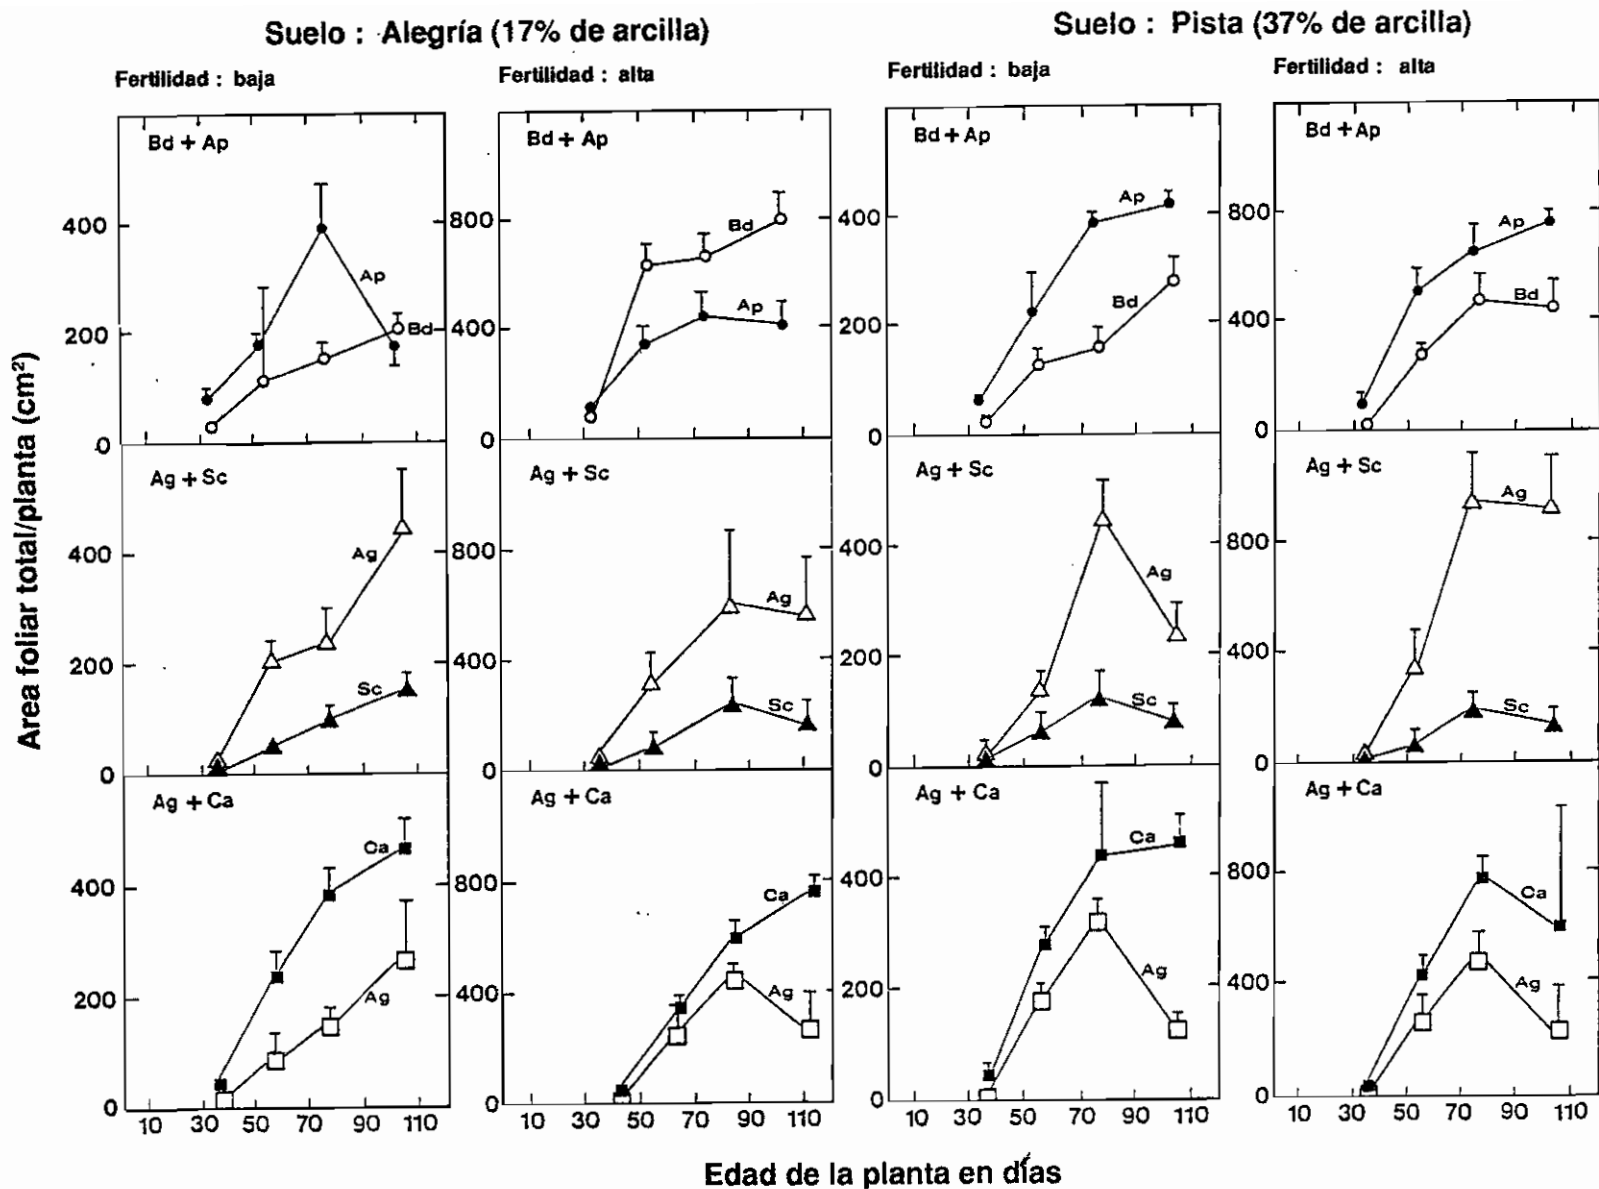 Suelo : Alegría (17% de arcilla)
Suelo : Pista (37% de arcilla)
Fertilidad : baja
Fertilidad : alta
Fertilidad : baja
Fertilidad : alta
Area foliar total/planta (cm²)
Bd + Ap
400
200
0
Ap
Bd
Bd + Ap
800
400
0
Bd
Ap
Bd + Ap
400
200
0
Ap
Bd
Bd + Ap
800
400
0
Ap
Bd
Ag + Sc
400
200
0
Ag
Sc
Ag + Sc
800
400
0
Ag
Sc
Ag + Sc
400
200
0
Ag
Sc
Ag + Sc
800
400
0
Ag
Sc
Ag + Ca
400
200
0
Ca
Ag
10 30 50 70 90 110
Ag + Ca
800
400
0
Ca
Ag
10 30 50 70 90 110
Ag + Ca
400
200
0
Ca
Ag
10 30 50 70 90 110
Ag + Ca
800
400
0
Ca
Ag
10 30 50 70 90 110
Edad de la planta en días